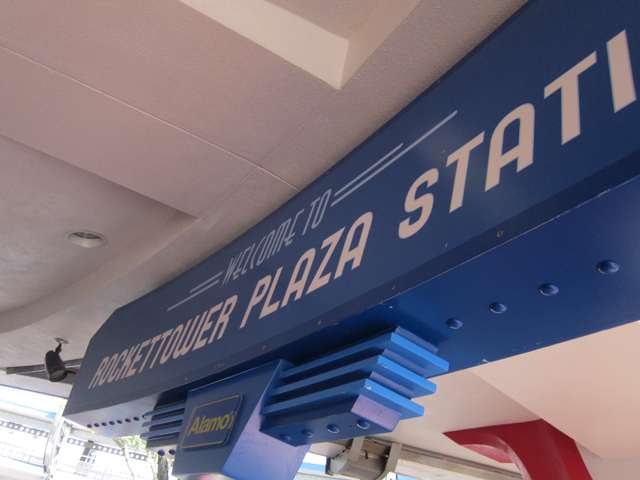 WELCOME TO
ROCKETTOWER PLAZA STATI
Alamo